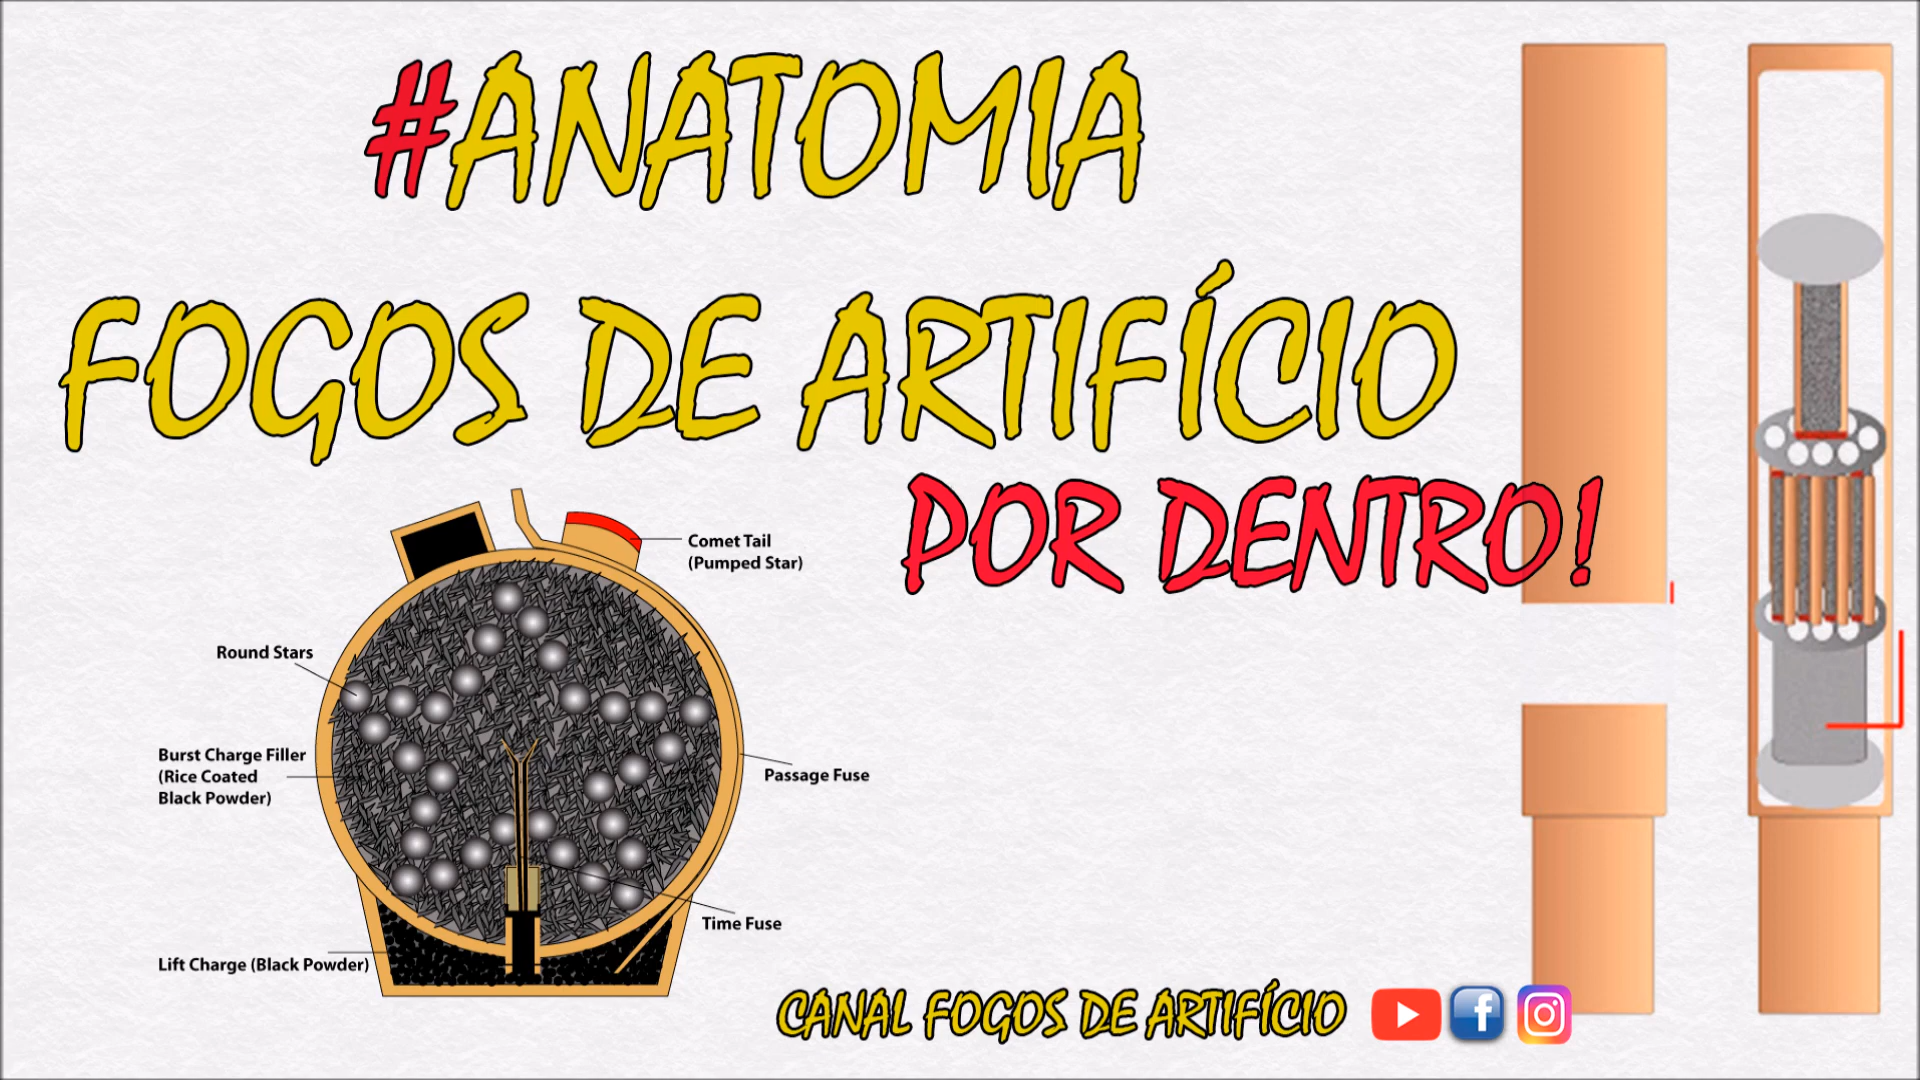 #ANATOMIA
FOGOS DE ARTIFÍCIO
POR DENTRO!
Comet Tail
(Pumped Star)
Round Stars
Burst Charge Filler
(Rice Coated
Black Powder)
Passage Fuse
Time Fuse
Lift Charge (Black Powder)
CANAL FOGOS DE ARTIFÍCIO